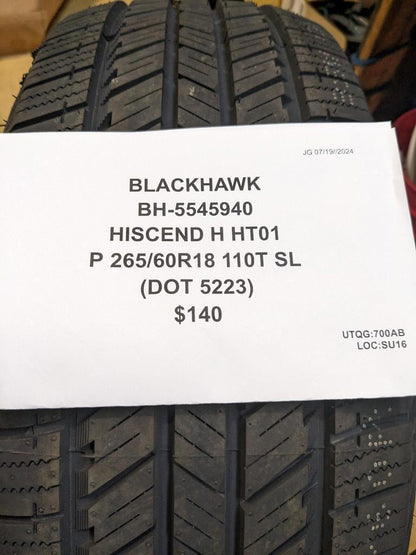 JG 07/19//2024
BLACKHAWK
BH-5545940
HISCEND H HT01
P 265/60R18 110T SL
(DOT 5223)
$140
UTQG:700AB
LOC:SU16